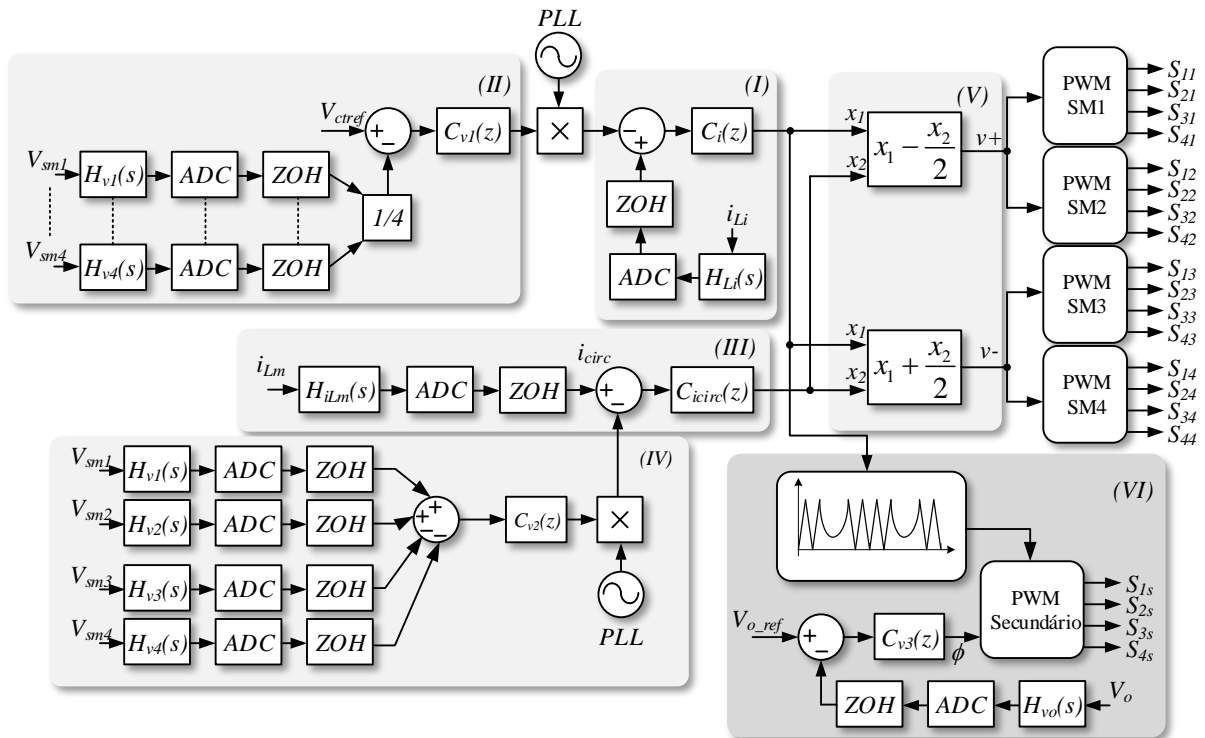 PLL
(II)
V_ctref
+
−
C_v1(z)
×
V_sm1
H_v1(s)
ADC
ZOH
1/4
V_sm4
H_v4(s)
ADC
ZOH
(I)
−
+
C_i(z)
ZOH
i_Li
ADC
H_Li(s)
(V)
x_1
x_2
x_1 − x_2/2
v+
x_1
x_2
x_1 + x_2/2
v-
PWM
SM1
S_11
S_21
S_31
S_41
PWM
SM2
S_12
S_22
S_32
S_42
PWM
SM3
S_13
S_23
S_33
S_43
PWM
SM4
S_14
S_24
S_34
S_44
(III)
i_Lm
H_iLm(s)
ADC
ZOH
i_circ
+
−
C_icirc(z)
(IV)
V_sm1
H_v1(s)
ADC
ZOH
V_sm2
H_v2(s)
ADC
ZOH
V_sm3
H_v3(s)
ADC
ZOH
V_sm4
H_v4(s)
ADC
ZOH
+
+
−
−
C_v2(z)
×
PLL
(VI)
PWM
Secundário
S_1s
S_2s
S_3s
S_4s
V_o_ref
+
−
C_v3(z)
ϕ
ZOH
ADC
H_vo(s)
V_o